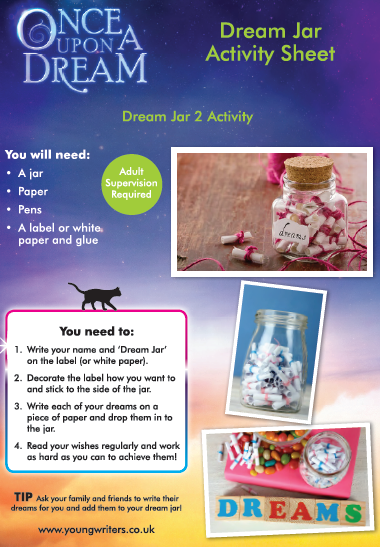 ONCE
UPON A
DREAM
Dream Jar
Activity Sheet
Dream Jar 2 Activity
You will need:
• A jar
• Paper
• Pens
• A label or white
paper and glue
Adult
Supervision
Required
dreams
You need to:
1. Write your name and ‘Dream Jar’
on the label (or white paper).
2. Decorate the label how you want to
and stick to the side of the jar.
3. Write each of your dreams on a
piece of paper and drop them in to
the jar.
4. Read your wishes regularly and work
as hard as you can to achieve them!
TIP Ask your family and friends to write their
dreams for you and add them to your dream jar!
www.youngwriters.co.uk
DREAMS